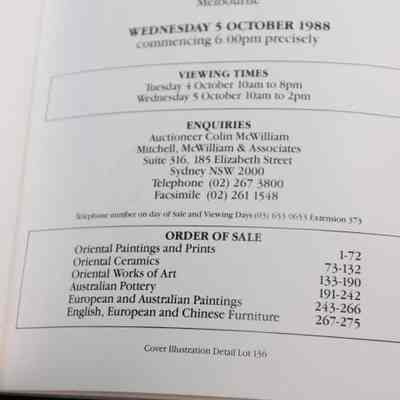 Melbourne
WEDNESDAY 5 OCTOBER 1988
commencing 6.00pm precisely
VIEWING TIMES
Tuesday 4 October 10am to 8pm
Wednesday 5 October 10am to 2pm
ENQUIRIES
Auctioneer Colin McWilliam
Mitchell, McWilliam & Associates
Suite 316, 185 Elizabeth Street
Sydney NSW 2000
Telephone (02) 267 3800
Facsimile (02) 261 1548
Telephone number on day of Sale and Viewing Days (03) 653 0653 Extension 373
ORDER OF SALE
Oriental Paintings and Prints 1-72
Oriental Ceramics 73-132
Oriental Works of Art 133-190
Australian Pottery 191-242
European and Australian Paintings 243-266
English, European and Chinese Furniture 267-275
Cover Illustration Detail Lot 136